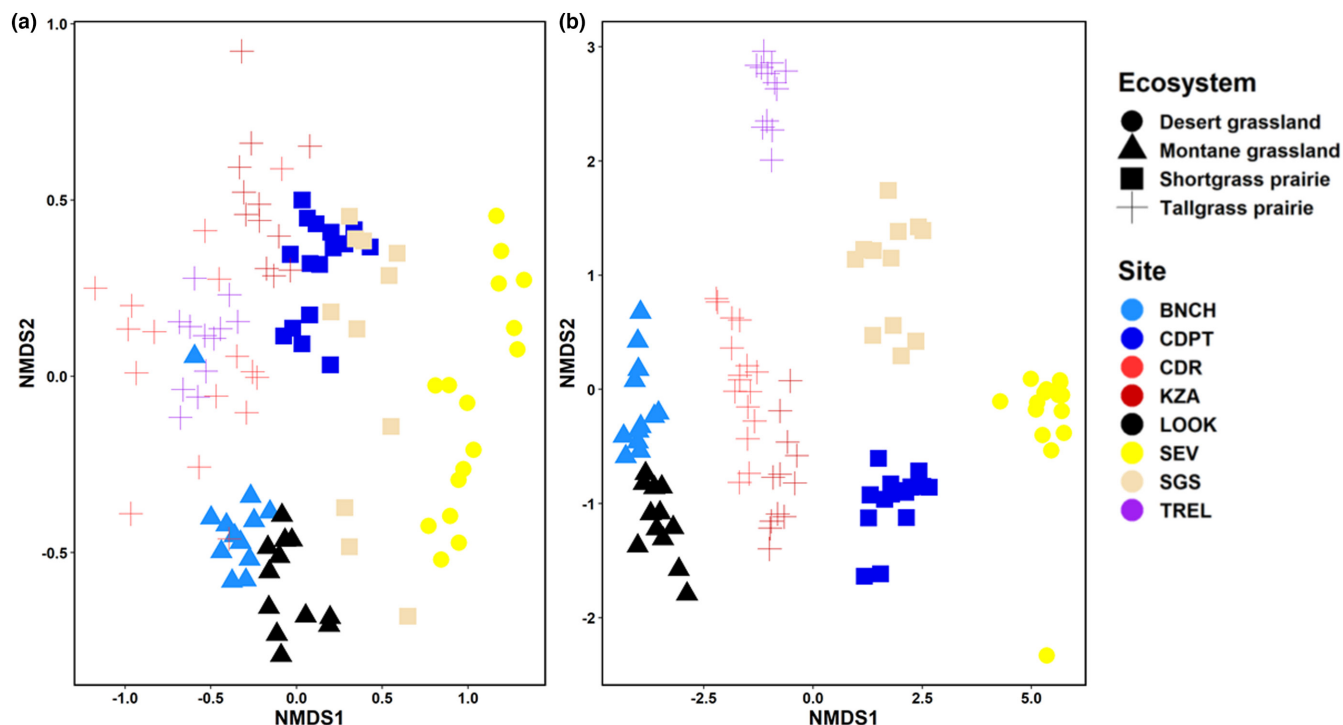 (a)
1.0
0.5
0.0
-0.5
NMDS2
-1.0
-0.5
0.0
0.5
1.0
NMDS1
(b)
3
2
1
0
-1
-2
NMDS2
-2.5
0.0
2.5
5.0
NMDS1
Ecosystem
Desert grassland
Montane grassland
Shortgrass prairie
Tallgrass prairie
Site
BNCH
CDPT
CDR
KZA
LOOK
SEV
SGS
TREL